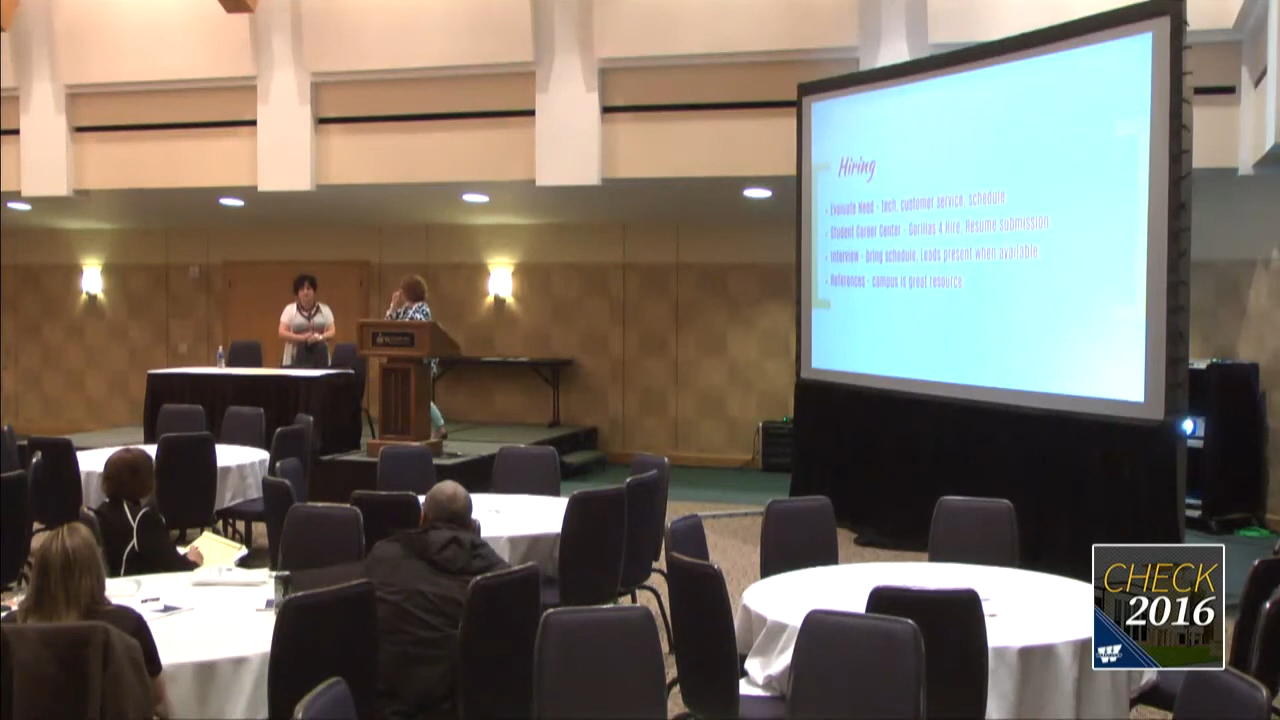 Hiring
Evaluate Need - tech, customer service, schedule
Student Career Center - Gorillas 4 Hire, Resume submission
Interview - bring schedule, Leads present when available
References - campus is great resource
CHECK
2016
W